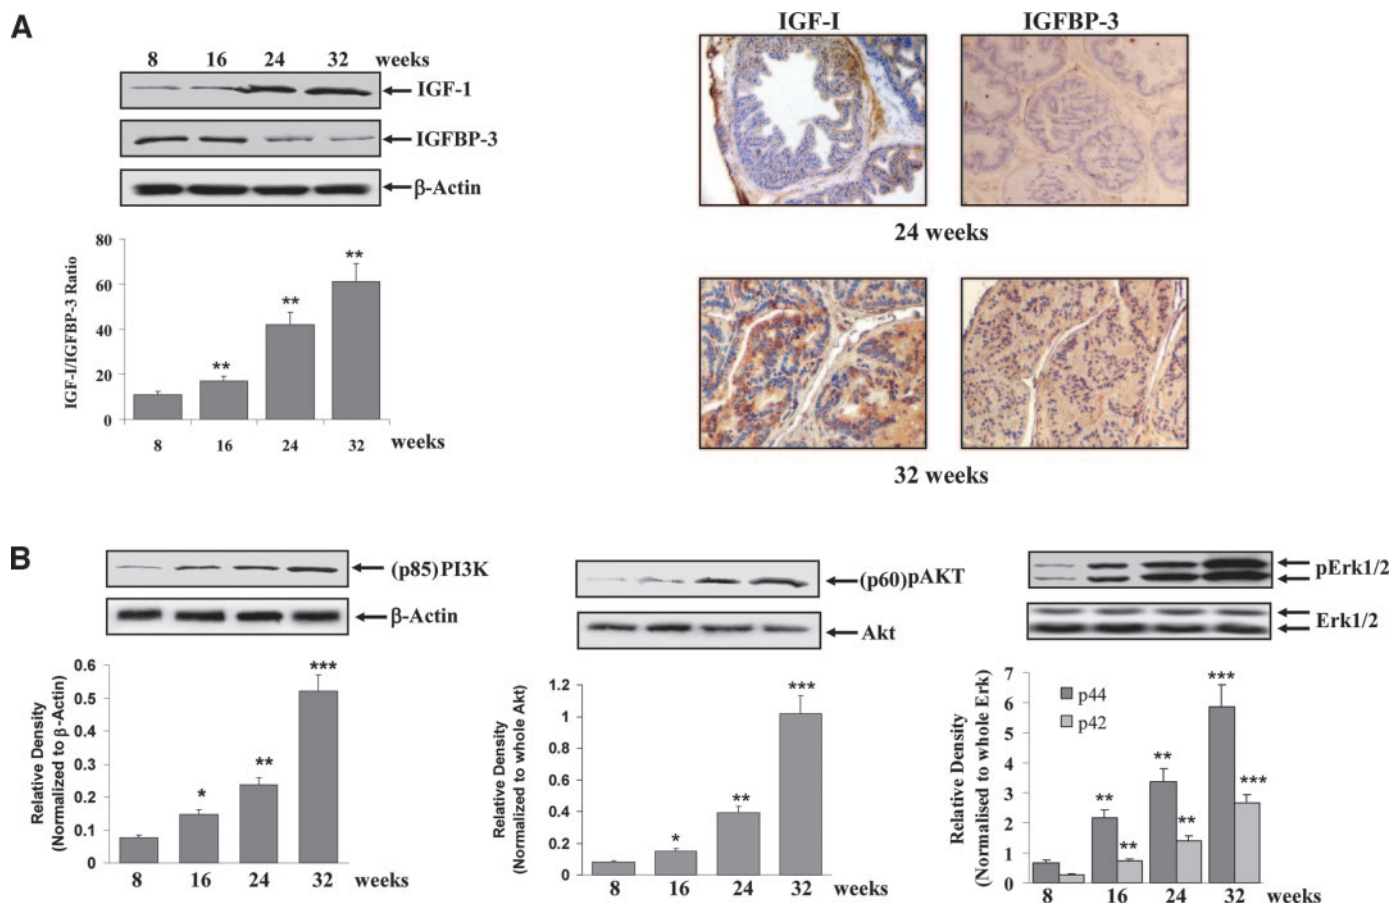 A
8 16 24 32 weeks
IGF-1
IGFBP-3
β-Actin
IGF-I/IGFBP-3 Ratio
80
60
40
20
0
** ** **
8 16 24 32 weeks
IGF-I IGFBP-3
24 weeks
32 weeks
B
(p85)PI3K
β-Actin
Relative Density
(Normalized to β-Actin)
0.6
0.5
0.4
0.3
0.2
0.1
0
* ** ***
8 16 24 32 weeks
(p60)pAKT
Akt
Relative Density
(Normalized to whole Akt)
1.2
1
0.8
0.6
0.4
0.2
0
* ** ***
8 16 24 32 weeks
pErk1/2
Erk1/2
Relative Density
(Normalised to whole Erk)
7
6
5
4
3
2
1
0
p44
p42
** ** ** ** *** ***
8 16 24 32 weeks